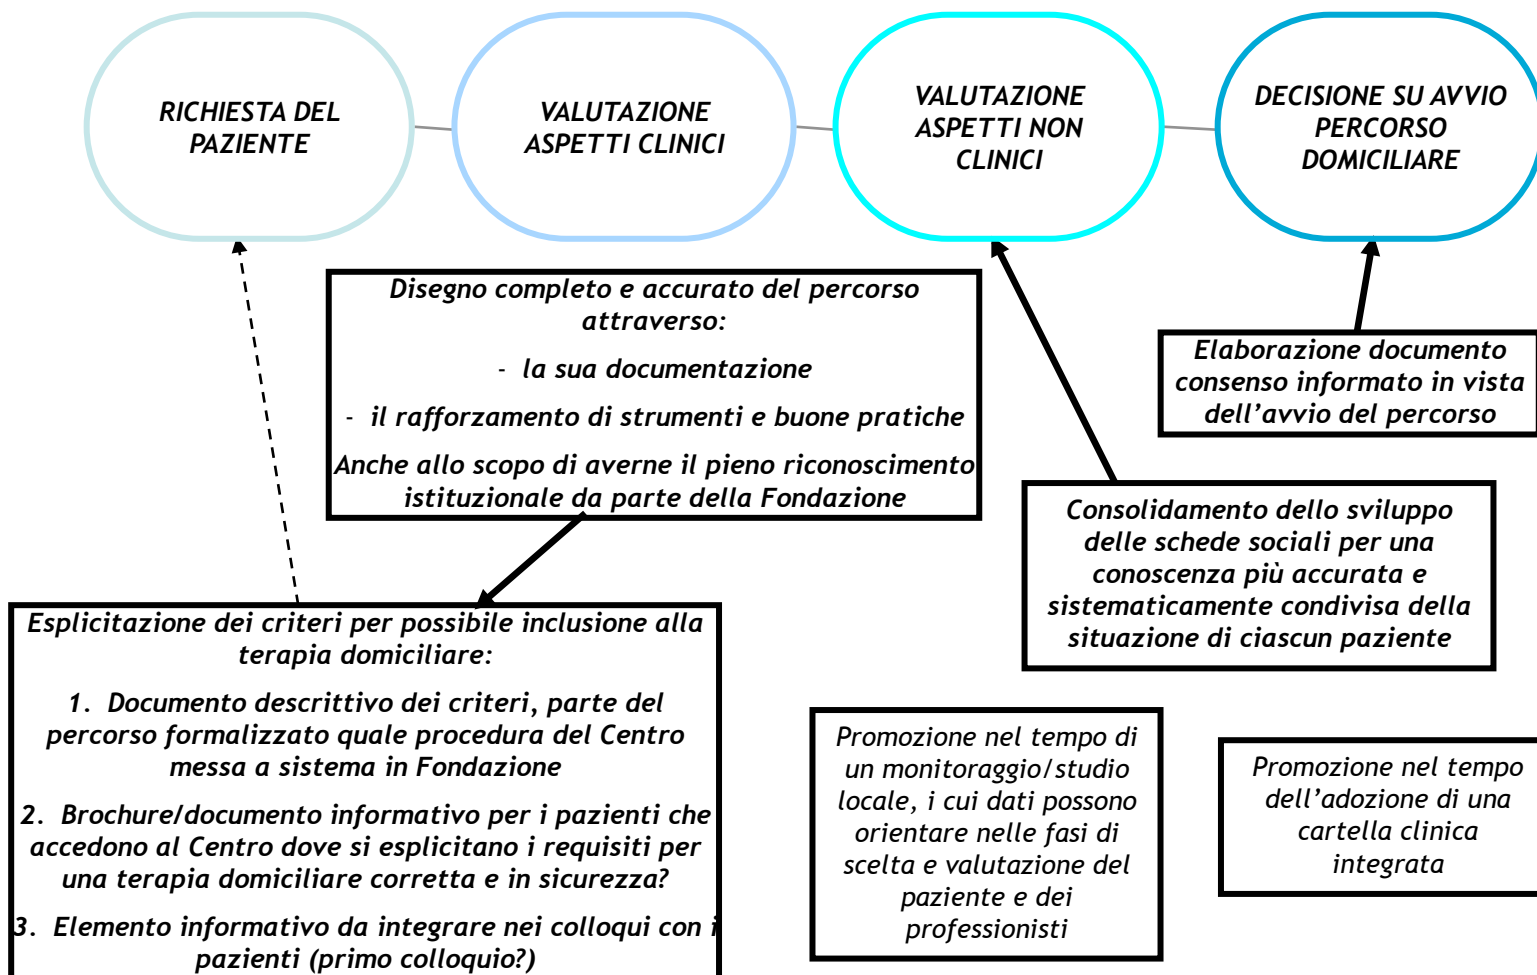 RICHIESTA DEL
PAZIENTE
VALUTAZIONE
ASPETTI CLINICI
VALUTAZIONE
ASPETTI NON
CLINICI
DECISIONE SU AVVIO
PERCORSO
DOMICILIARE
Disegno completo e accurato del percorso
attraverso:
- la sua documentazione
- il rafforzamento di strumenti e buone pratiche
Anche allo scopo di averne il pieno riconoscimento
istituzionale da parte della Fondazione
Elaborazione documento
consenso informato in vista
dell’avvio del percorso
Consolidamento dello sviluppo
delle schede sociali per una
conoscenza più accurata e
sistematicamente condivisa della
situazione di ciascun paziente
Esplicitazione dei criteri per possibile inclusione alla
terapia domiciliare:
1. Documento descrittivo dei criteri, parte del
percorso formalizzato quale procedura del Centro
messa a sistema in Fondazione
2. Brochure/documento informativo per i pazienti che
accedono al Centro dove si esplicitano i requisiti per
una terapia domiciliare corretta e in sicurezza?
3. Elemento informativo da integrare nei colloqui con i
pazienti (primo colloquio?)
Promozione nel tempo di
un monitoraggio/studio
locale, i cui dati possono
orientare nelle fasi di
scelta e valutazione del
paziente e dei
professionisti
Promozione nel tempo
dell’adozione di una
cartella clinica
integrata